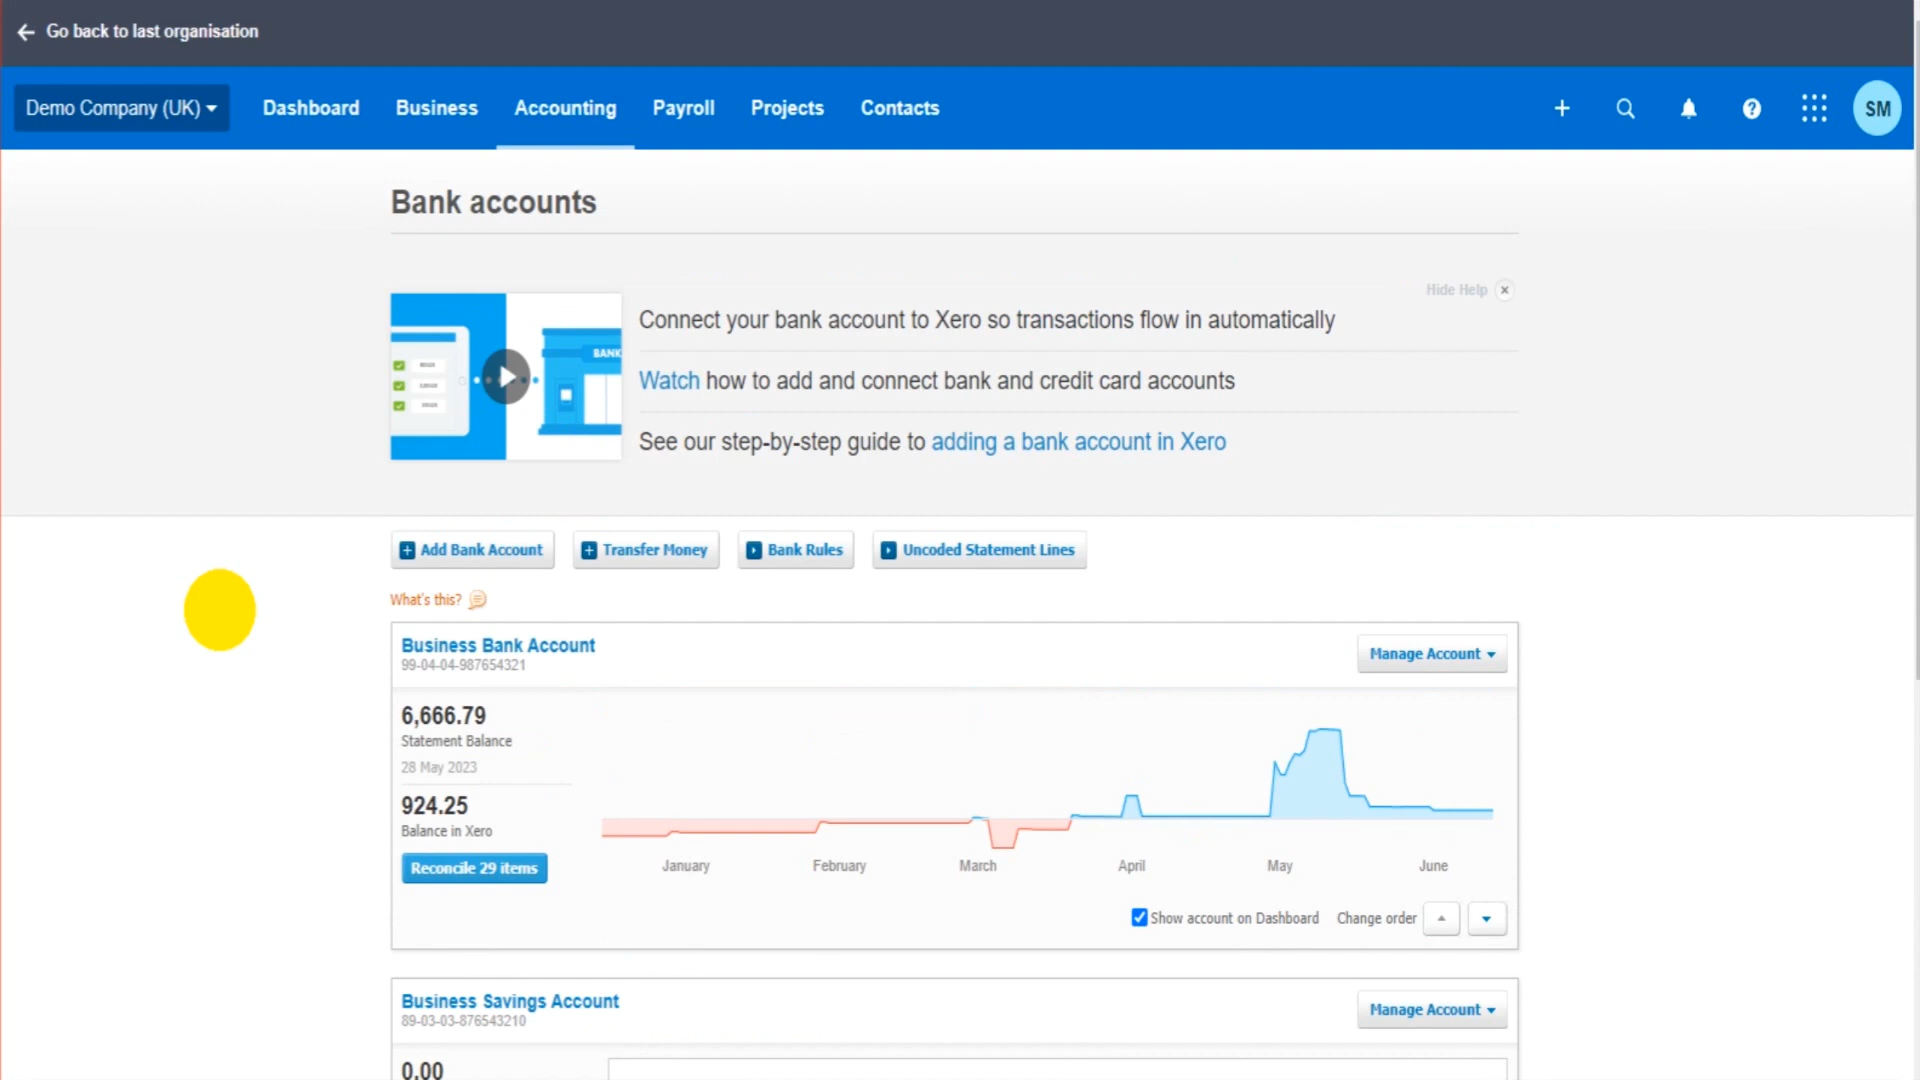 Go back to last organisation
Demo Company (UK) Dashboard Business Accounting Payroll Projects Contacts SM
Bank accounts
Hide Help
Connect your bank account to Xero so transactions flow in automatically
BANK
Watch how to add and connect bank and credit card accounts
See our step-by-step guide to adding a bank account in Xero
Add Bank Account Transfer Money Bank Rules Uncoded Statement Lines
What's this?
Business Bank Account
99-04-04-987654321
Manage Account
6,666.79
Statement Balance
28 May 2023
924.25
Balance in Xero
Reconcile 29 items
January February March April May June
Show account on Dashboard Change order
Business Savings Account
89-03-03-876543210
Manage Account
0.00